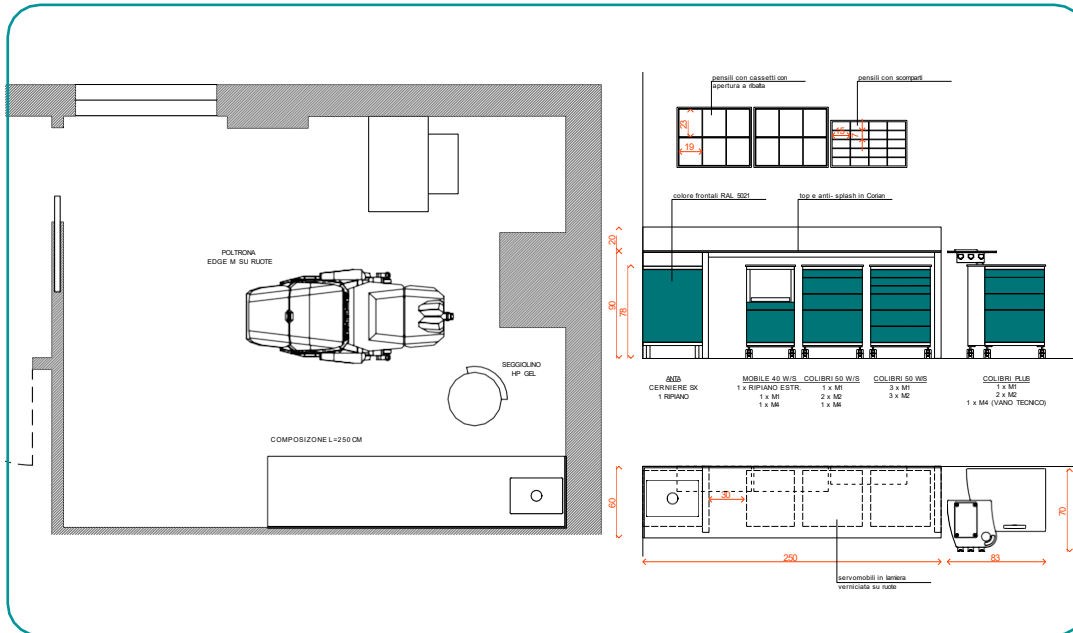 POLTRONA
EDGE M SU RUOTE
SEGGIOLINO
HP GEL
COMPOSIZONE L=250 CM
pensili con cassetti con
apertura a ribalta
pensili con scomparti
23
19
15
7
colore frontali RAL 5021
top e anti- splash in Corian
20
90
78
ANTA
CERNIERE SX
1 RIPIANO
MOBILE 40 W/S
1 x RIPIANO ESTR.
1 x M1
1 x M4
COLIBRI 50 W/S
1 x M1
2 x M2
1 x M4
COLIBRI 50 W/S
3 x M1
3 x M2
COLIBRI PLUS
1 x M1
2 x M2
1 x M4 (VANO TECNICO)
60
30
70
250
83
servomobili in lamiera
verniciata su ruote